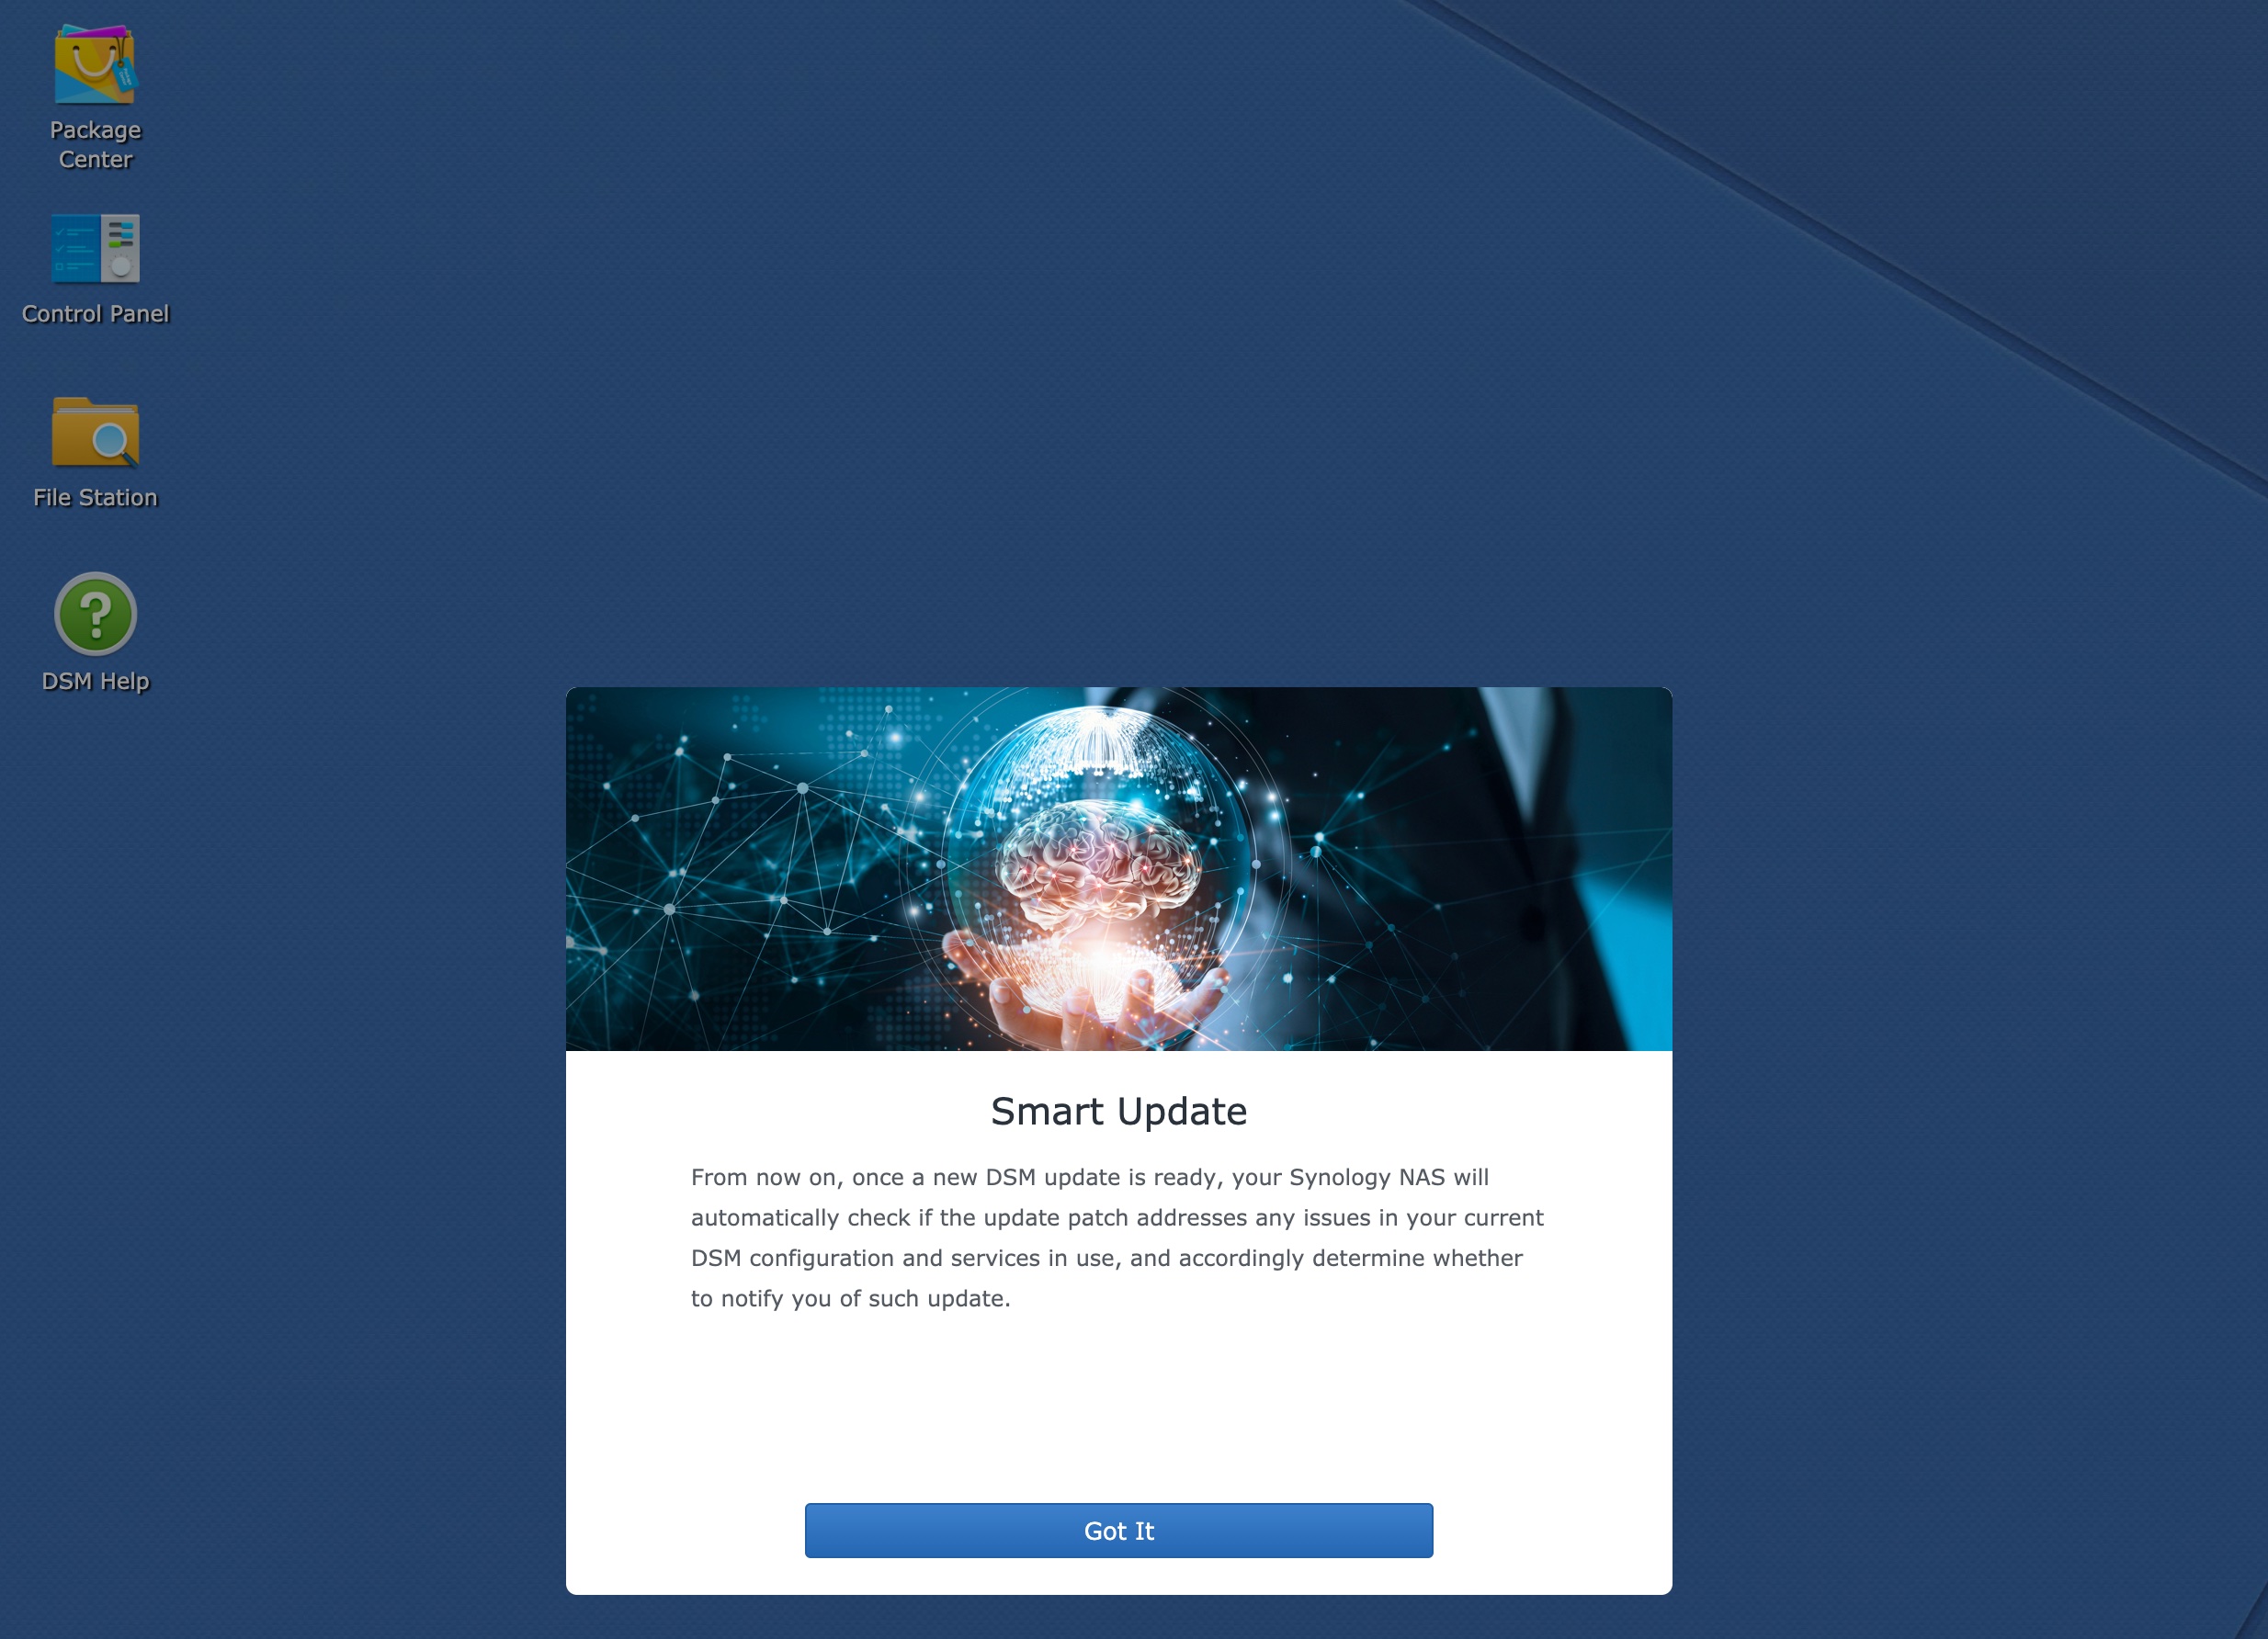 Package
Center
Control Panel
File Station
DSM Help
Smart Update
From now on, once a new DSM update is ready, your Synology NAS will
automatically check if the update patch addresses any issues in your current
DSM configuration and services in use, and accordingly determine whether
to notify you of such update.
Got It